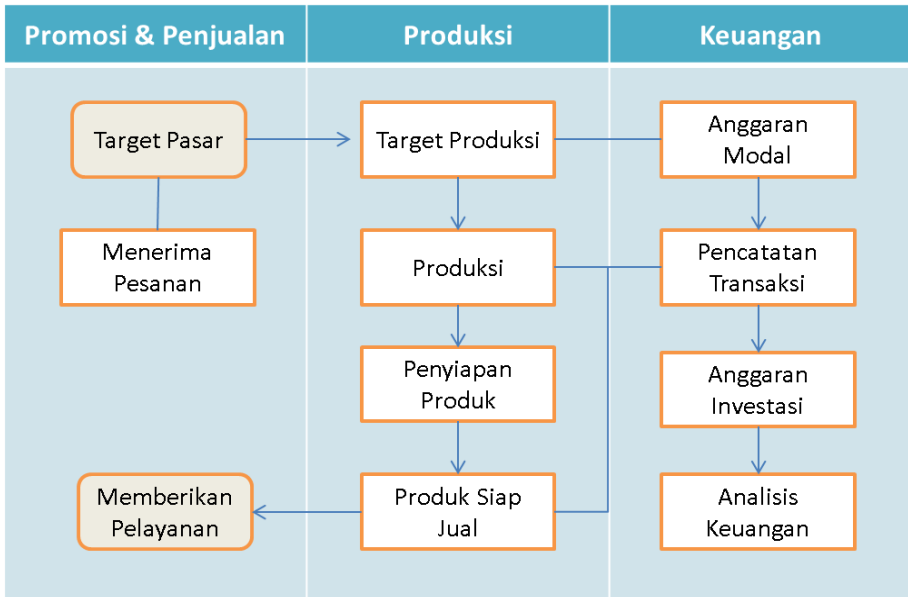 Promosi & Penjualan
Produksi
Keuangan
Target Pasar
Target Produksi
Anggaran
Modal
Menerima
Pesanan
Produksi
Pencatatan
Transaksi
Penyiapan
Produk
Anggaran
Investasi
Memberikan
Pelayanan
Produk Siap
Jual
Analisis
Keuangan